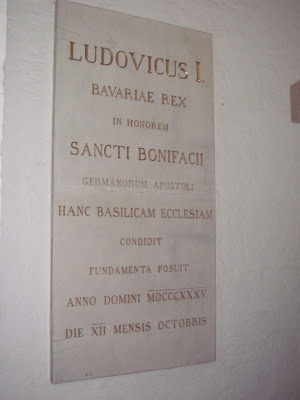 LUDOVICUS I.
BAVARIAE REX
IN HONOREM
SANCTI BONIFACII
GERMANORUM APOSTOLI
HANC BASILICAM ECCLESIAM
CONDIDIT
FUNDAMENTA POSUIT
ANNO DOMINI MDCCCXXXV
DIE XII MENSIS OCTOBRIS